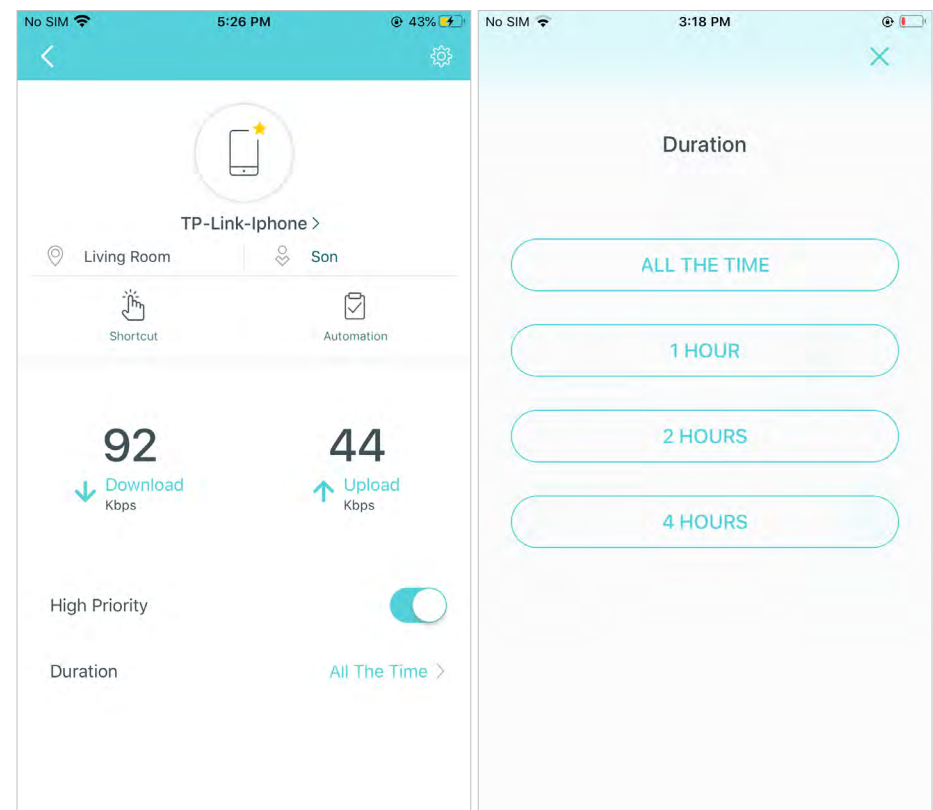 No SIM 5:26 PM 43%
TP-Link-Iphone >
Living Room Son
Shortcut Automation
92 44
Download Upload
Kbps Kbps
High Priority
Duration All The Time >
No SIM 3:18 PM
Duration
ALL THE TIME
1 HOUR
2 HOURS
4 HOURS